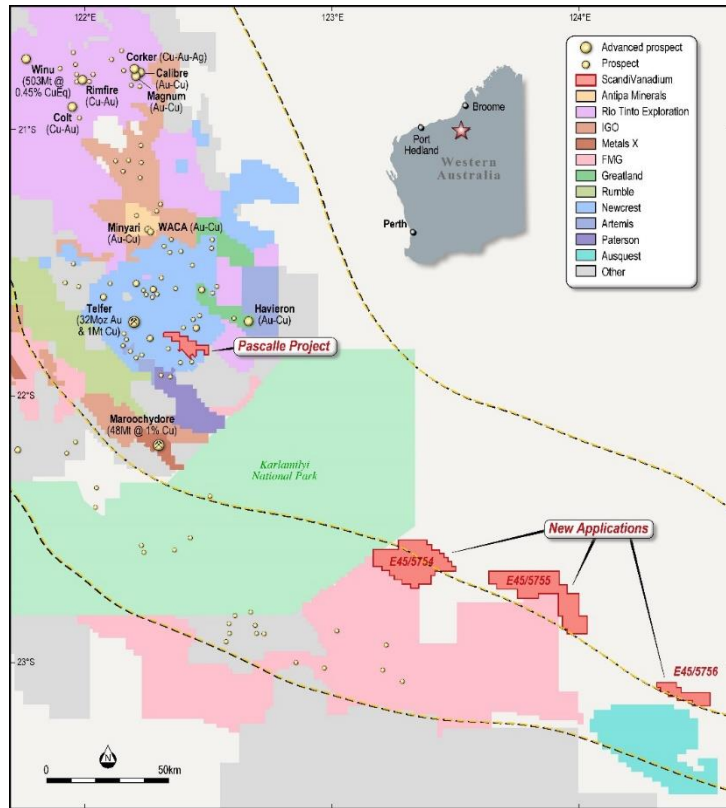 122°E
123°E
124°E
21°S
22°S
23°S
Winu
(503Mt @
0.45% CuEq)
Corker (Cu-Au-Ag)
Calibre
(Au-Cu)
Rimfire
(Cu-Au)
Magnum
(Au-Cu)
Colt
(Cu-Au)
Minyari
(Au-Cu)
WACA (Au-Cu)
Telfer
(32Moz Au
& 1Mt Cu)
Havieron
(Au-Cu)
Pascalle Project
Maroochydore
(48Mt @ 1% Cu)
Karlamilyi
National Park
New Applications
E45/5754
E45/5755
E45/5756
Broome
Port
Hedland
Western
Australia
Perth
Advanced prospect
Prospect
ScandiVanadium
Antipa Minerals
Rio Tinto Exploration
IGO
Metals X
FMG
Greatland
Rumble
Newcrest
Artemis
Paterson
Ausquest
Other
N
0
50km